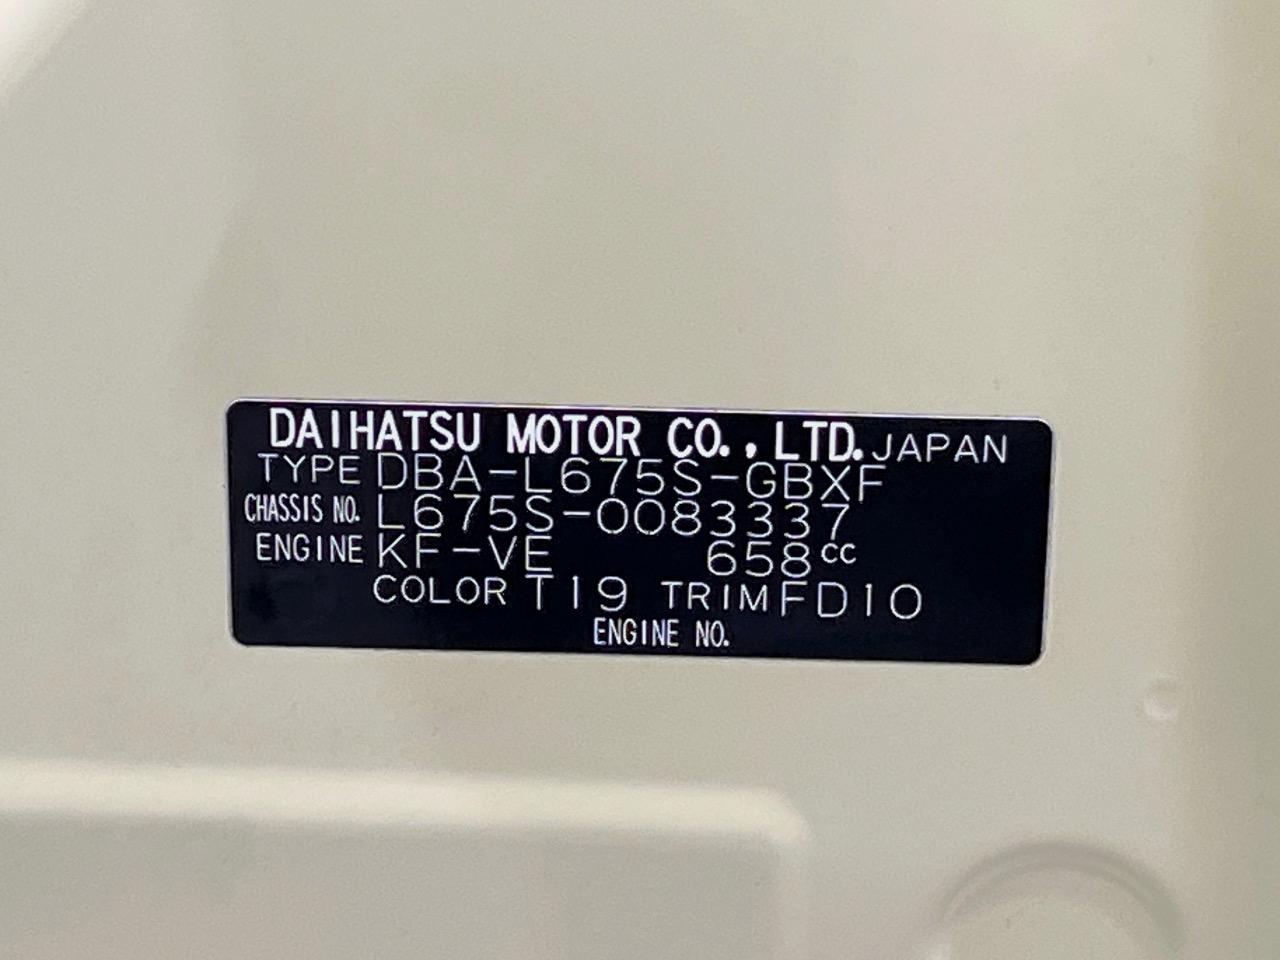 DAIHATSU MOTOR CO., LTD. JAPAN
TYPE DBA-L675S-GBXF
CHASSIS NO. L675S-0083337
ENGINE KF-VE 658cc
COLOR T19 TRIM FD10
ENGINE NO.